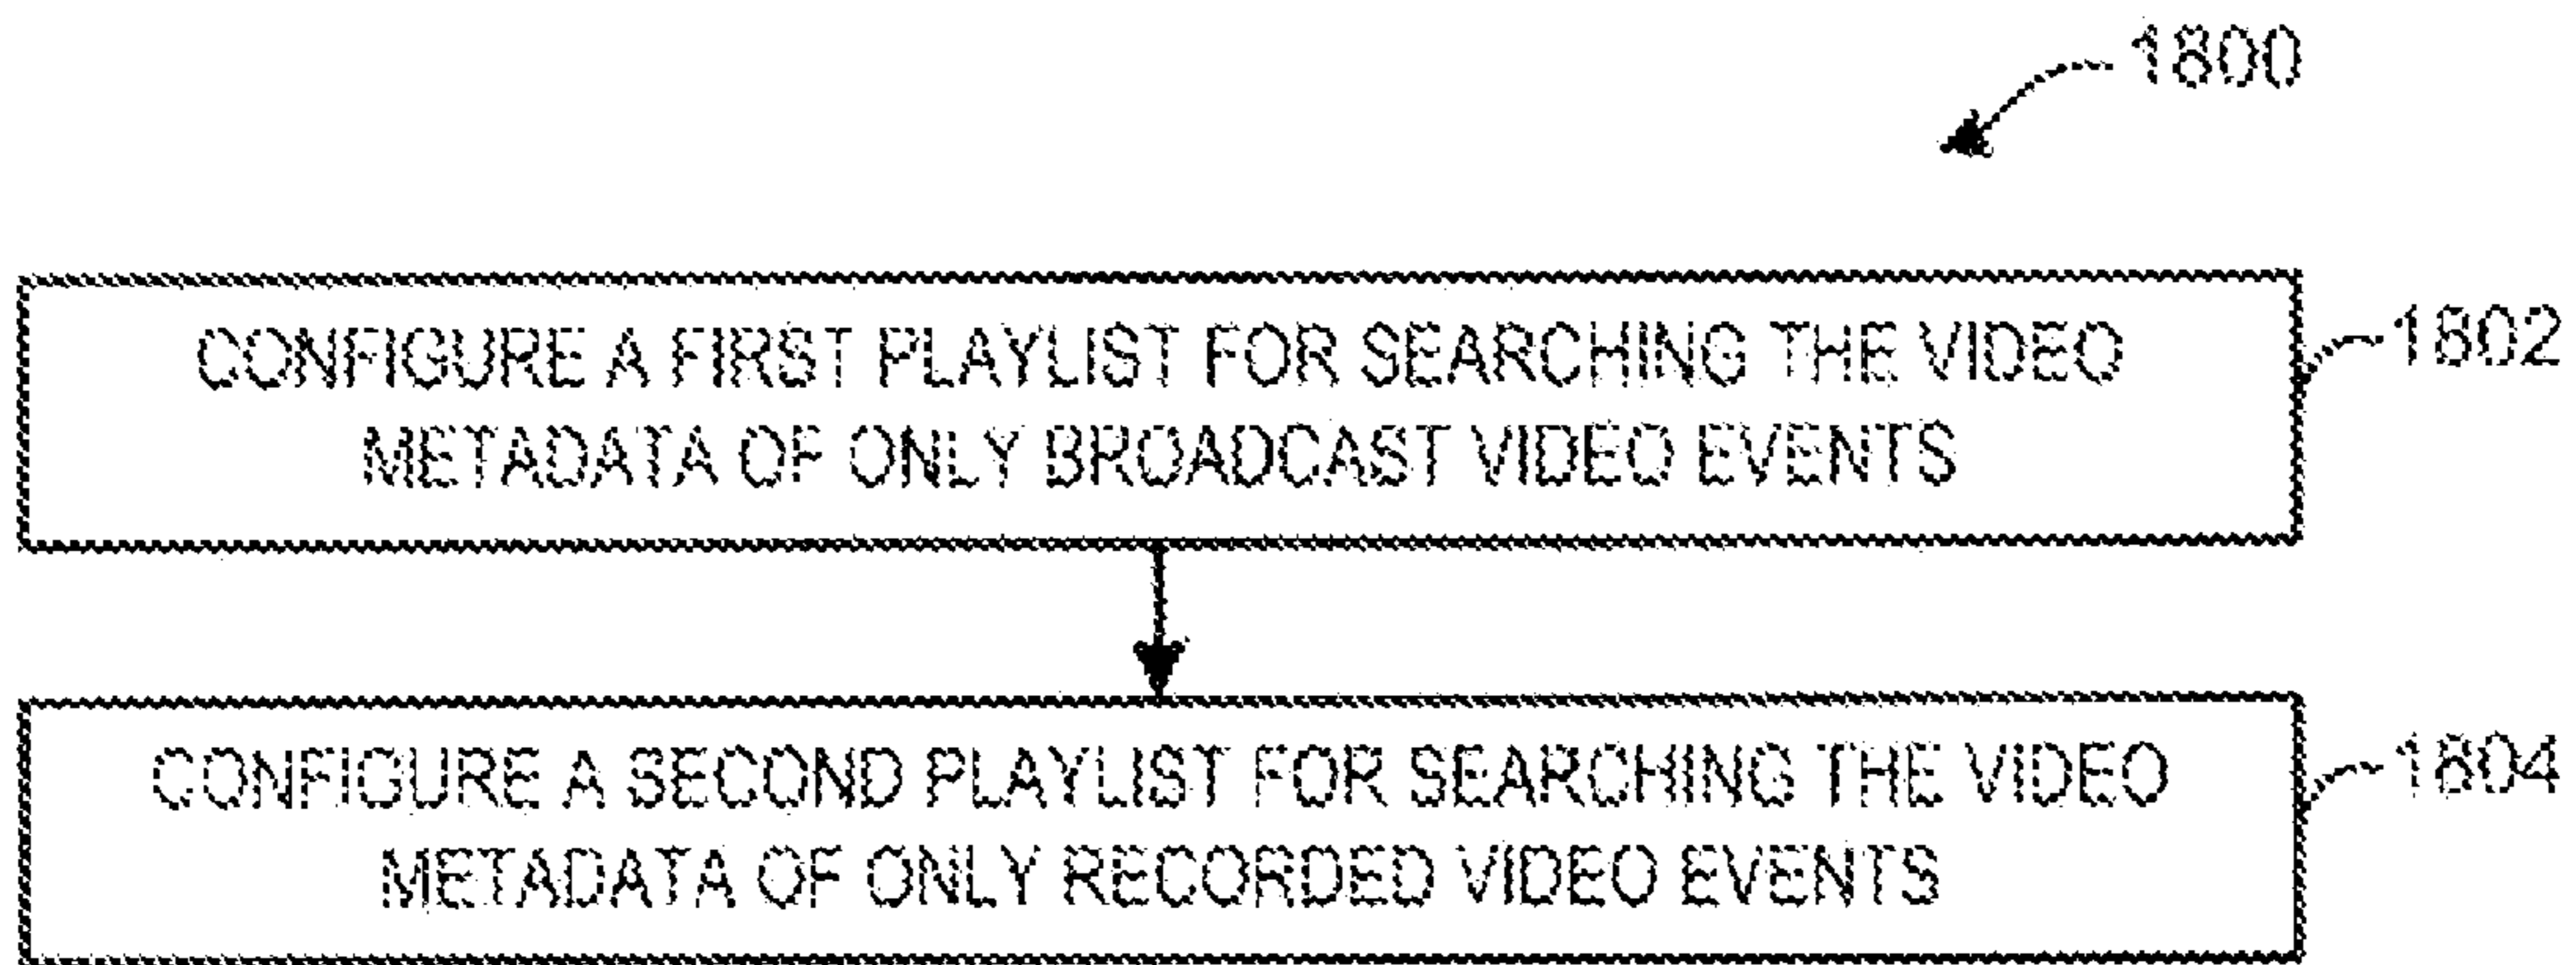 1800
CONFIGURE A FIRST PLAYLIST FOR SEARCHING THE VIDEO
METADATA OF ONLY BROADCAST VIDEO EVENTS
1802
CONFIGURE A SECOND PLAYLIST FOR SEARCHING THE VIDEO
METADATA OF ONLY RECORDED VIDEO EVENTS
1804